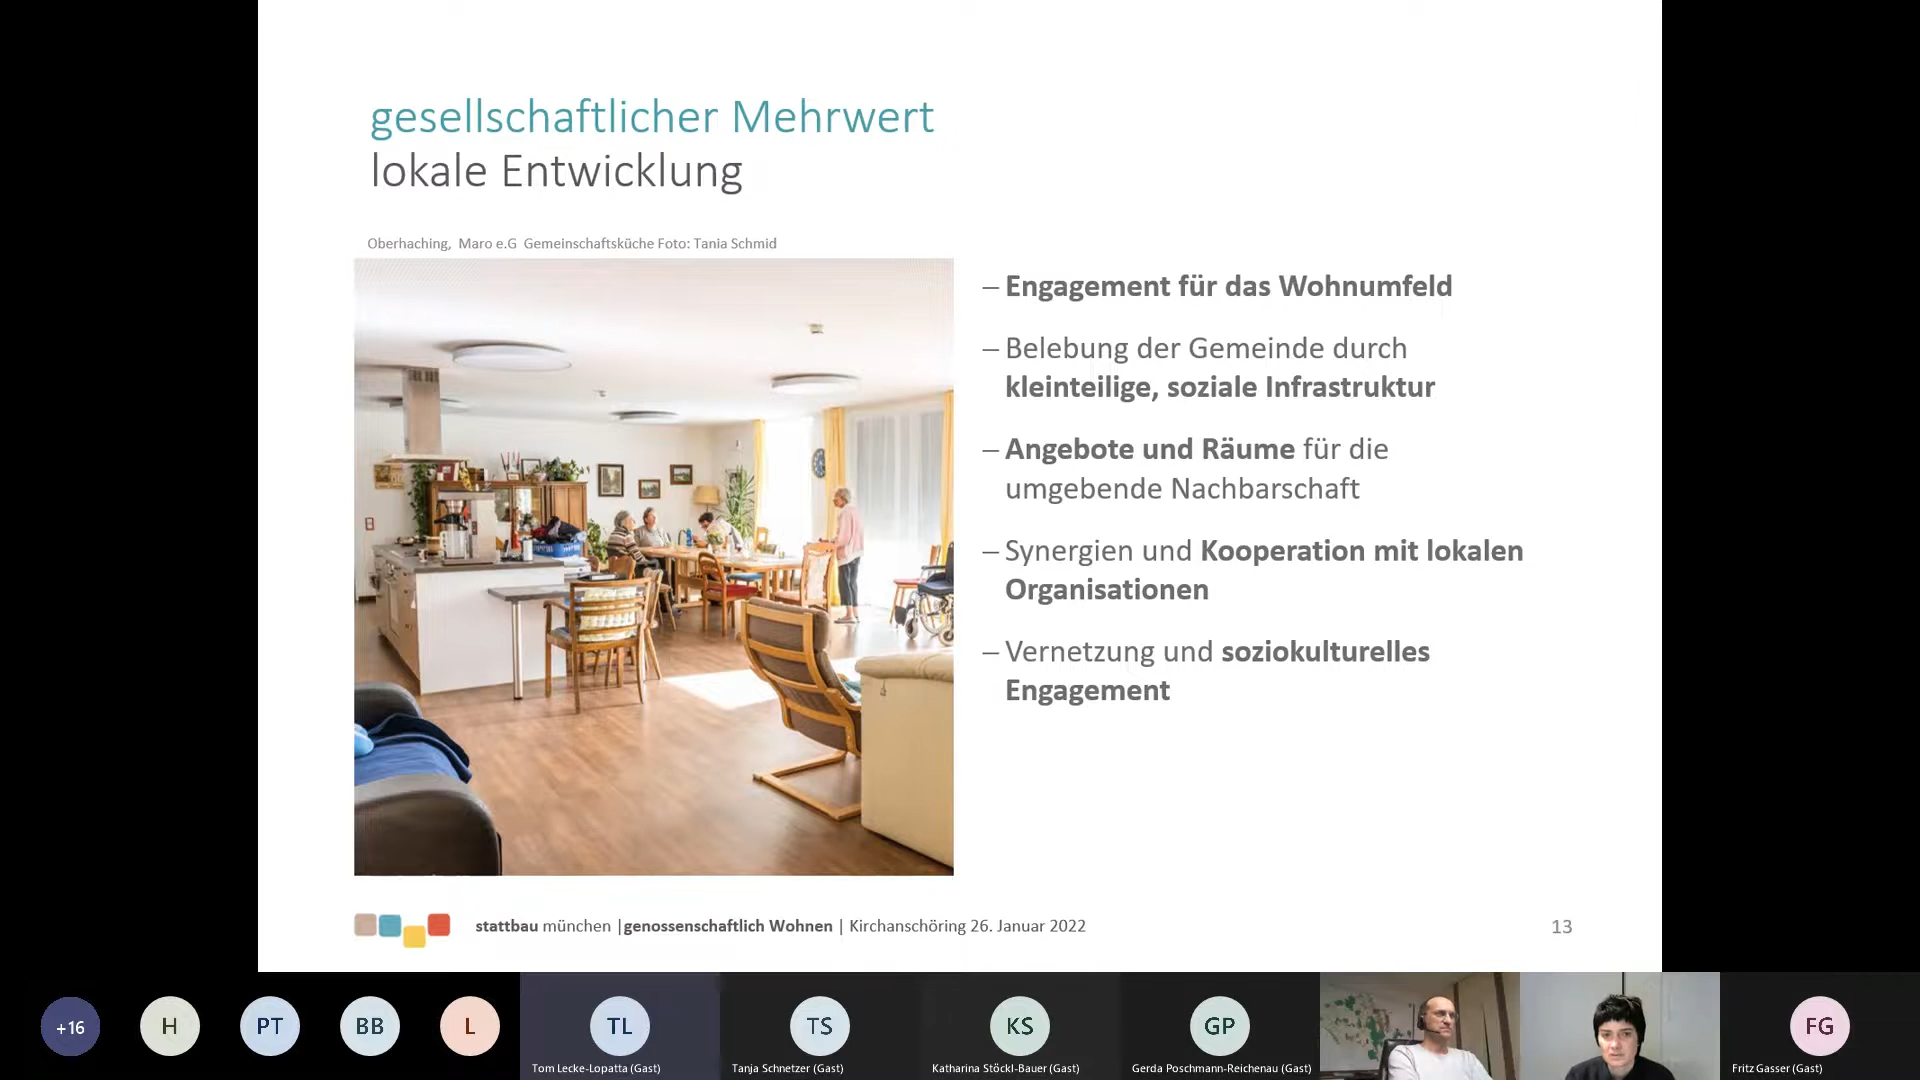 gesellschaftlicher Mehrwert
lokale Entwicklung
Oberhaching, Maro e.G Gemeinschaftsküche Foto: Tania Schmid
– Engagement für das Wohnumfeld
– Belebung der Gemeinde durch
kleinteilige, soziale Infrastruktur
– Angebote und Räume für die
umgebende Nachbarschaft
– Synergien und Kooperation mit lokalen
Organisationen
– Vernetzung und soziokulturelles
Engagement
stattbau münchen |genossenschaftlich Wohnen | Kirchanschöring 26. Januar 2022
13
+16
H
PT
BB
L
TL
TS
KS
GP
FG
Tom Lecke-Lopatta (Gast)
Tanja Schnetzer (Gast)
Katharina Stöckl-Bauer (Gast)
Gerda Poschmann-Reichenau (Gast)
Fritz Gasser (Gast)